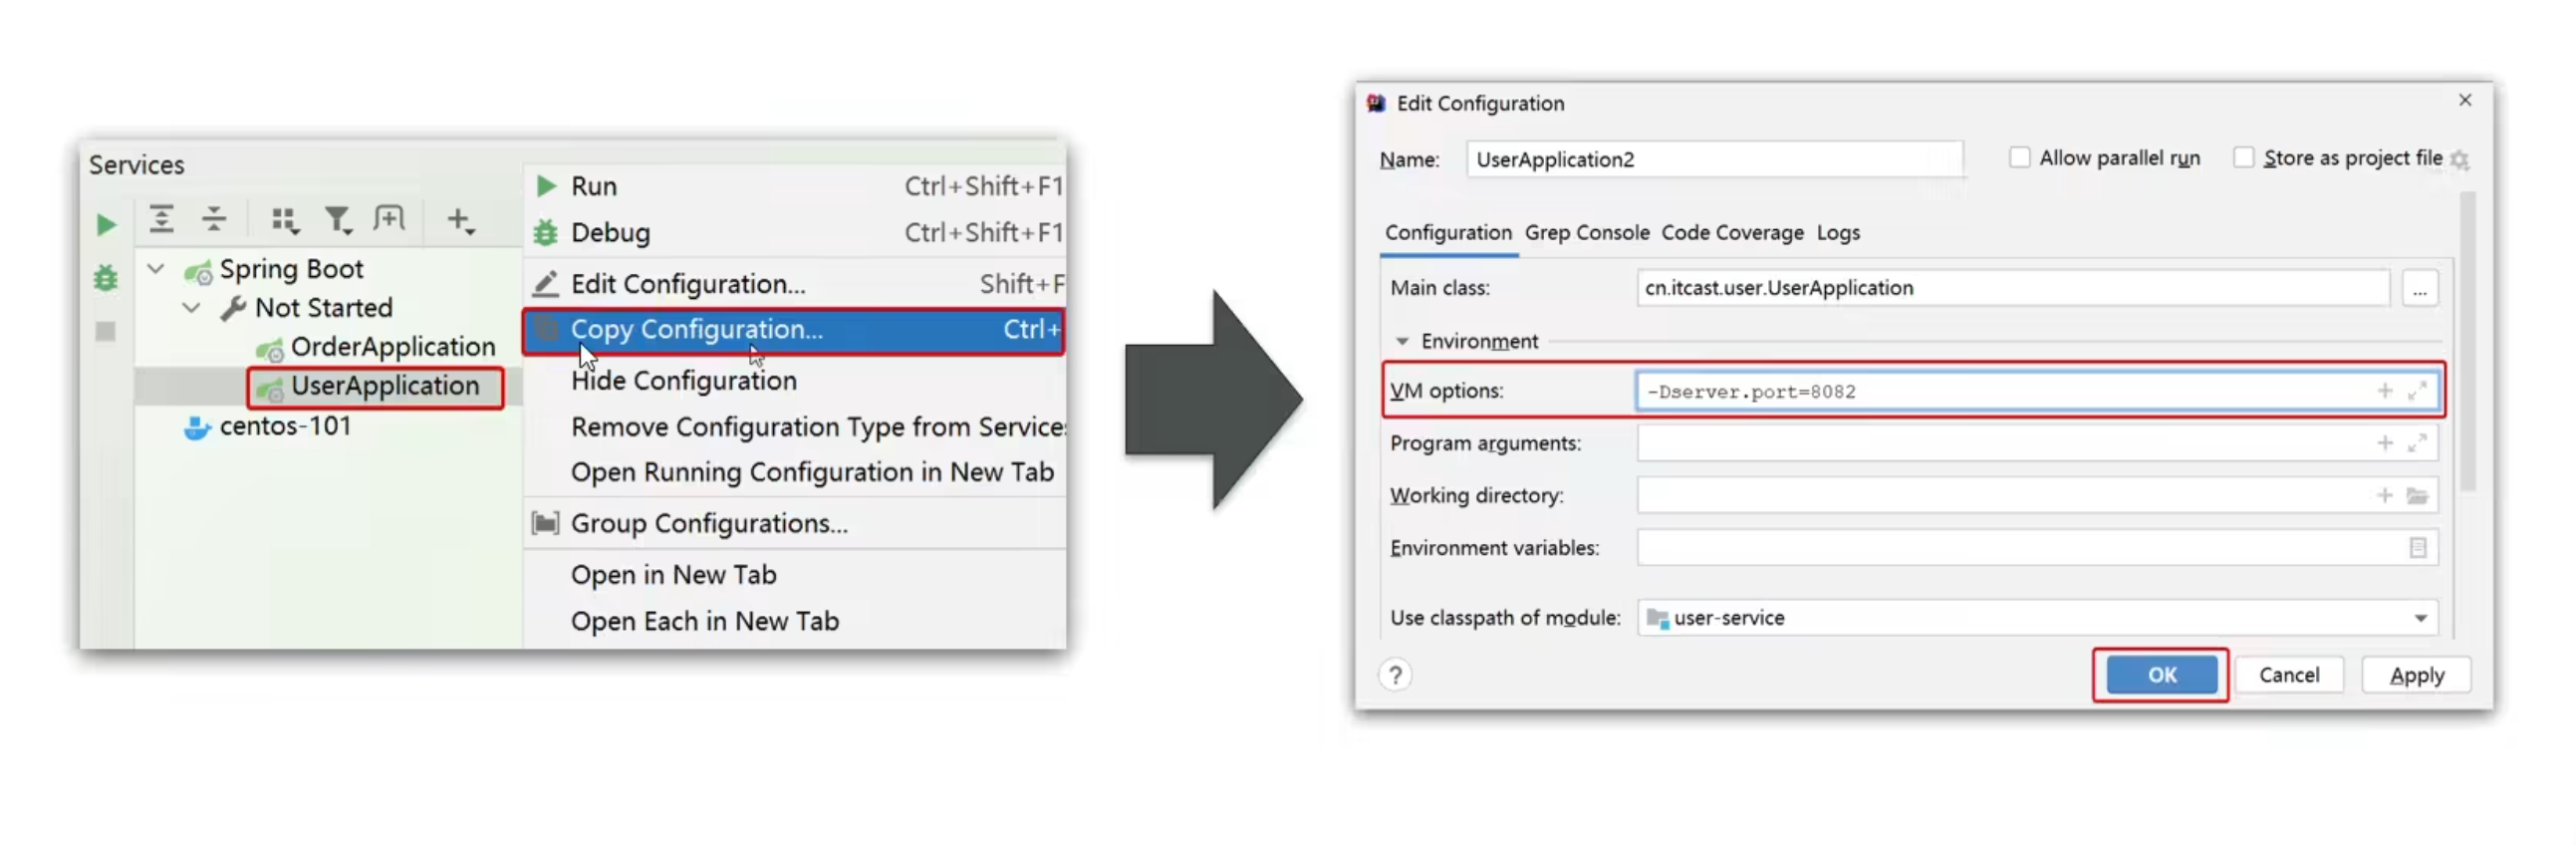 Services
Spring Boot
Not Started
OrderApplication
UserApplication
centos-101
Run Ctrl+Shift+F1
Debug Ctrl+Shift+F1
Edit Configuration... Shift+F
Copy Configuration... Ctrl+
Hide Configuration
Remove Configuration Type from Services
Open Running Configuration in New Tab
Group Configurations...
Open in New Tab
Open Each in New Tab
Edit Configuration
Name: UserApplication2 Allow parallel run Store as project file
Configuration Grep Console Code Coverage Logs
Main class: cn.itcast.user.UserApplication ...
Environment
VM options: -Dserver.port=8082
Program arguments:
Working directory:
Environment variables:
Use classpath of module: user-service
? OK Cancel Apply